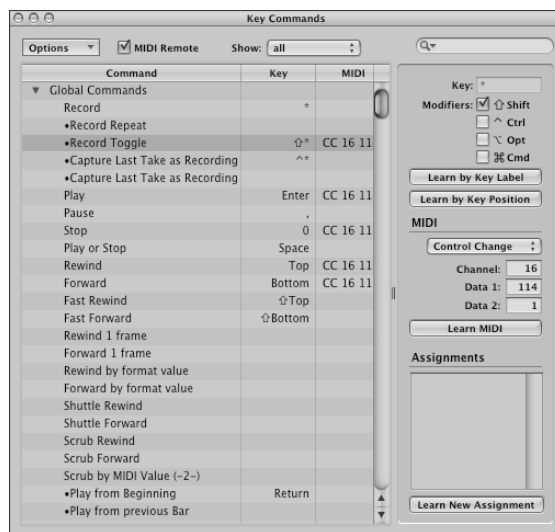 Key Commands
Options ▼ MIDI Remote Show: all
Command Key MIDI
▼ Global Commands
Record *
•Record Repeat
•Record Toggle ⇧* CC 16 11
•Capture Last Take as Recording ^*
•Capture Last Take as Recording
Play Enter CC 16 11
Pause ,
Stop 0 CC 16 11
Play or Stop Space
Rewind Top CC 16 11
Forward Bottom CC 16 11
Fast Rewind ⇧Top
Fast Forward ⇧Bottom
Rewind 1 frame
Forward 1 frame
Rewind by format value
Forward by format value
Shuttle Rewind
Shuttle Forward
Scrub Rewind
Scrub Forward
Scrub by MIDI Value (-2-)
•Play from Beginning Return
•Play from previous Bar
Key: *
Modifiers: ⇧ Shift
^ Ctrl
⌥ Opt
⌘ Cmd
Learn by Key Label
Learn by Key Position
MIDI
Control Change
Channel: 16
Data 1: 114
Data 2: 1
Learn MIDI
Assignments
Learn New Assignment